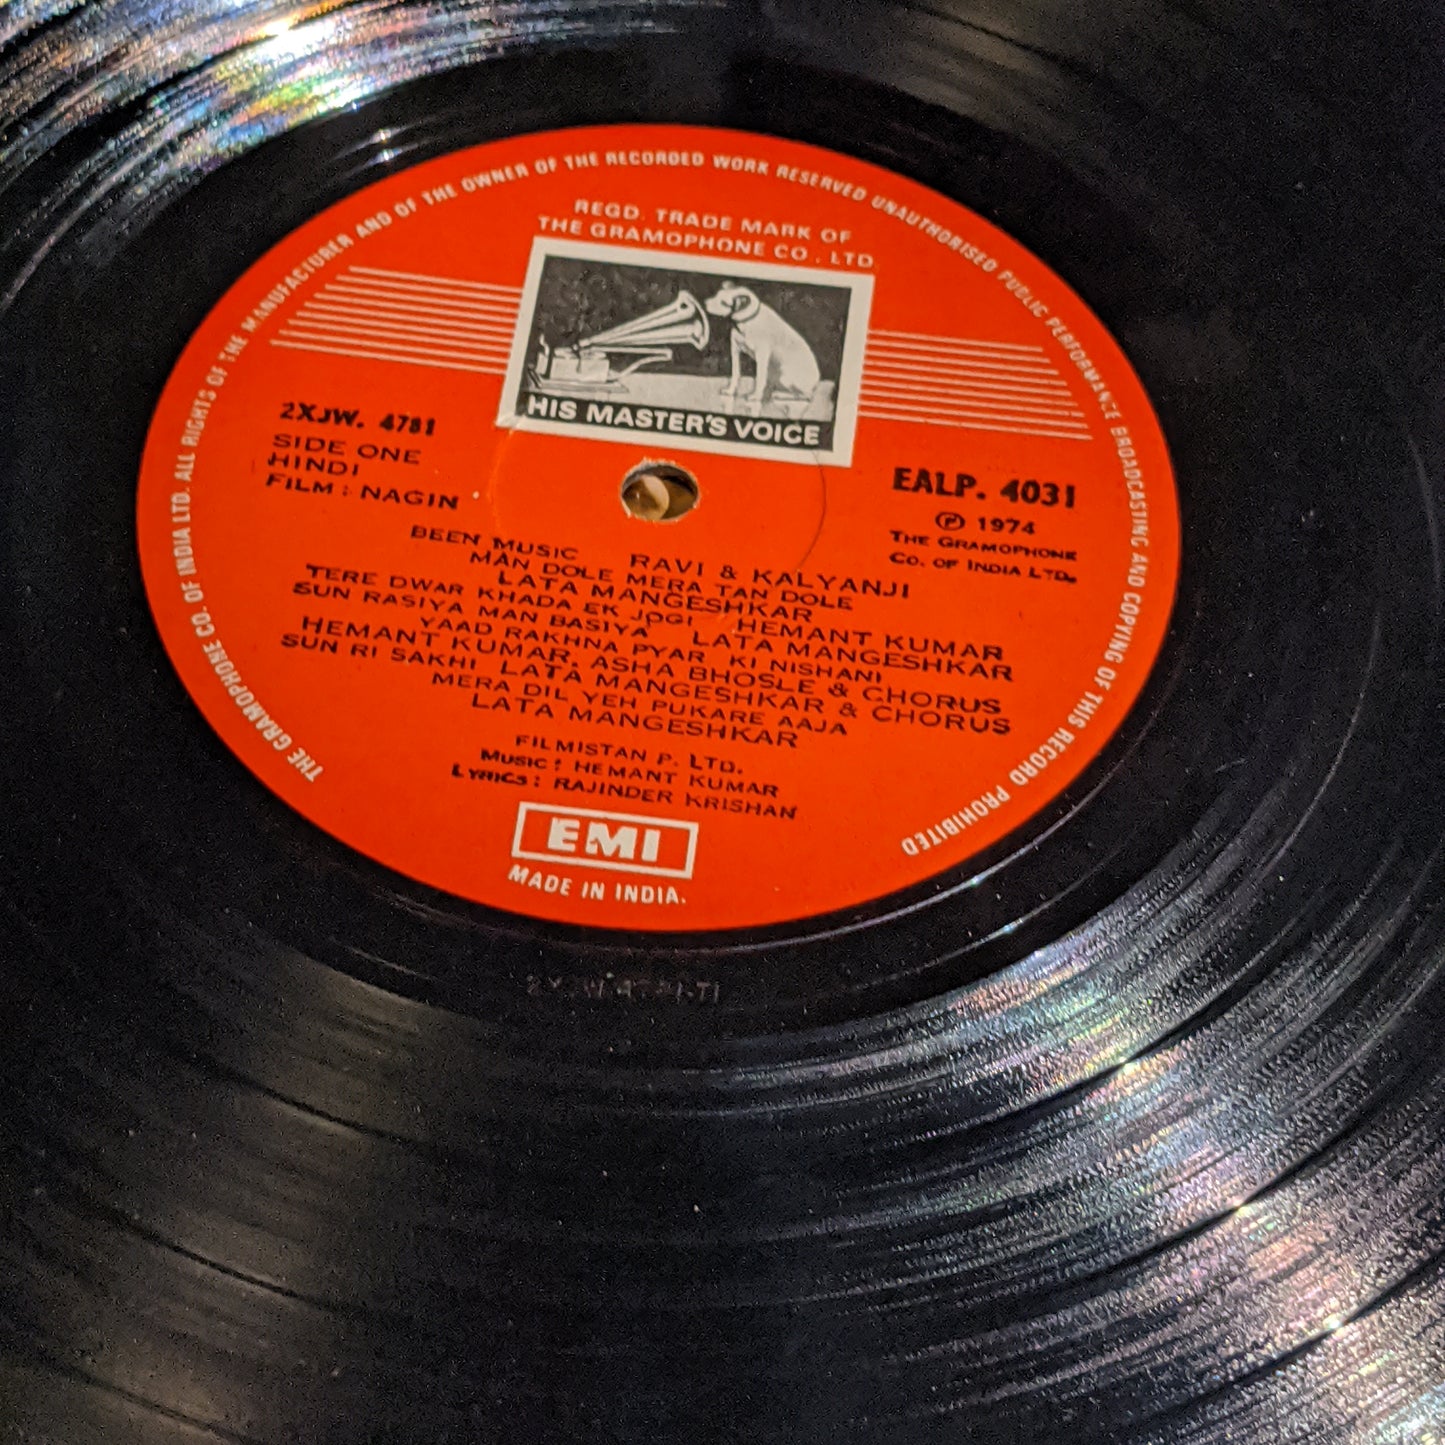 THE GRAMOPHONE CO. OF INDIA LTD. ALL RIGHTS OF THE MANUFACTURER AND OF THE OWNER OF THE RECORDED WORK RESERVED UNAUTHORISED PUBLIC PERFORMANCE BROADCASTING AND COPYING OF THIS RECORD PROHIBITED
REGD. TRADE MARK OF
THE GRAMOPHONE CO. LTD
HIS MASTER'S VOICE
2XJW. 4781
SIDE ONE
HINDI
FILM : NAGIN
EALP. 4031
Ⓟ 1974
THE GRAMOPHONE
CO. OF INDIA LTD.
BEEN MUSIC RAVI & KALYANJI
MAN DOLE MERA TAN DOLE
LATA MANGESHKAR
TERE DWAR KHADA EK JOGI HEMANT KUMAR
SUN RASIYA MAN BASIYA LATA MANGESHKAR
YAAD RAKHNA PYAR KI NISHANI
HEMANT KUMAR, ASHA BHOSLE & CHORUS
SUN RI SAKHI LATA MANGESHKAR & CHORUS
MERA DIL YEH PUKARE AAJA
LATA MANGESHKAR
FILMISTAN P. LTD.
MUSIC : HEMANT KUMAR
LYRICS : RAJINDER KRISHAN
EMI
MADE IN INDIA.